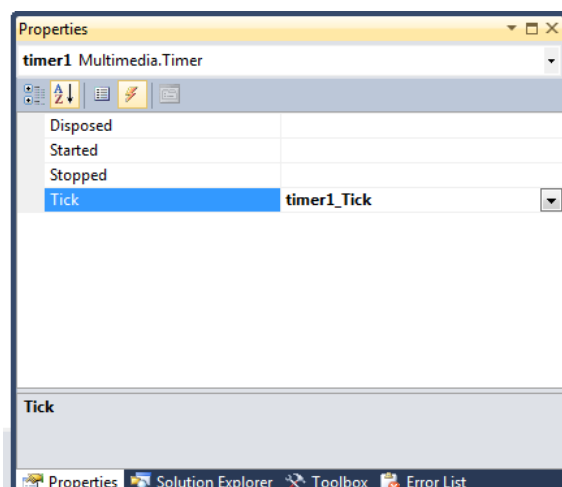 Properties
timer1 Multimedia.Timer
Disposed
Started
Stopped
Tick timer1_Tick
Tick
Properties Solution Explorer Toolbox Error List